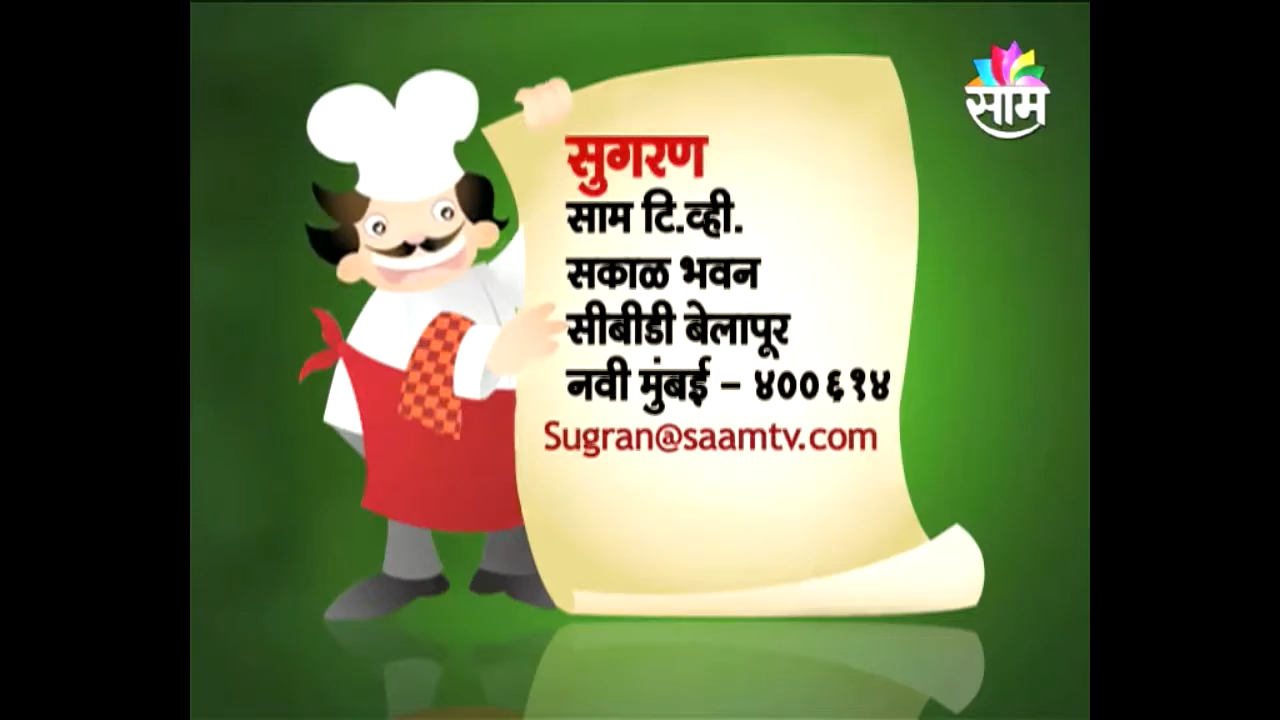 साम
सुगरण
साम टि.व्ही.
सकाळ भवन
सीबीडी बेलापूर
नवी मुंबई – ४००६१४
Sugran@saamtv.com